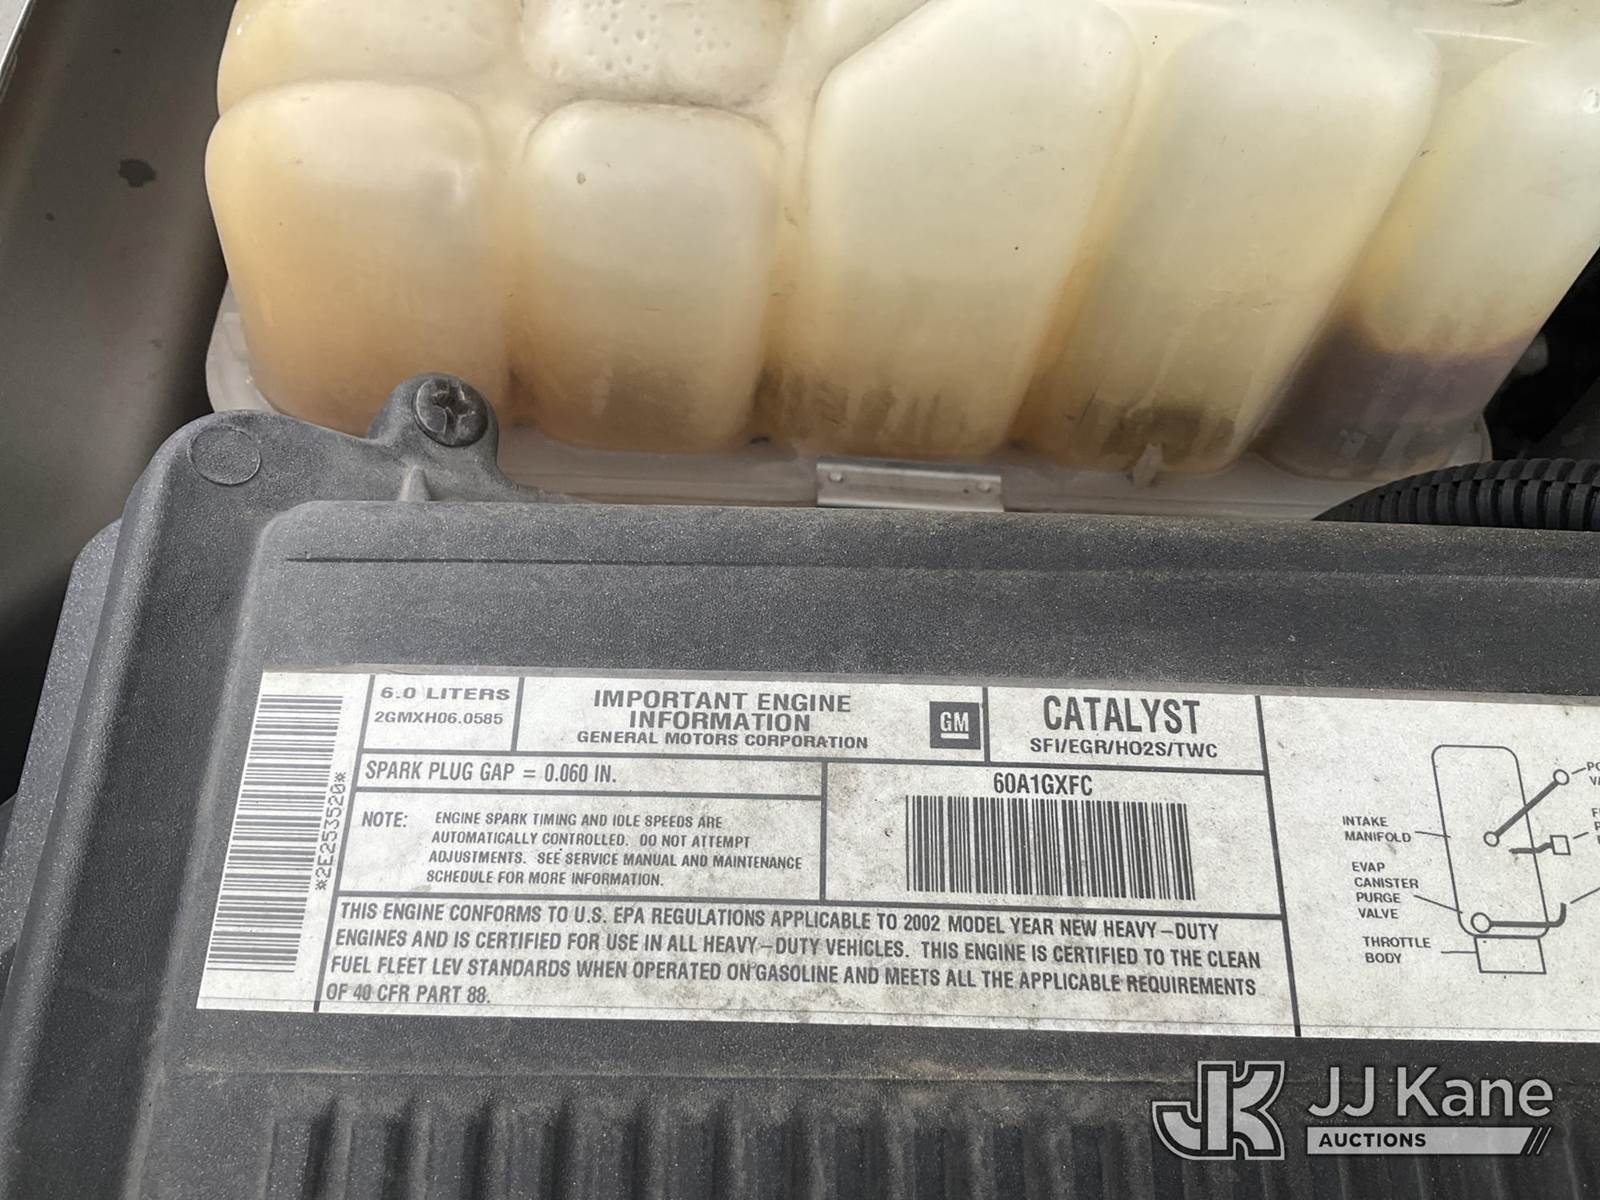 6.0 LITERS
2GMXH06.0585
IMPORTANT ENGINE
INFORMATION
GENERAL MOTORS CORPORATION
GM
CATALYST
SFI/EGR/HO2S/TWC
SPARK PLUG GAP = 0.060 IN.
60A1GXFC
NOTE: ENGINE SPARK TIMING AND IDLE SPEEDS ARE
AUTOMATICALLY CONTROLLED. DO NOT ATTEMPT
ADJUSTMENTS. SEE SERVICE MANUAL AND MAINTENANCE
SCHEDULE FOR MORE INFORMATION.
*2E253520*
THIS ENGINE CONFORMS TO U.S. EPA REGULATIONS APPLICABLE TO 2002 MODEL YEAR NEW HEAVY-DUTY
ENGINES AND IS CERTIFIED FOR USE IN ALL HEAVY-DUTY VEHICLES. THIS ENGINE IS CERTIFIED TO THE CLEAN
FUEL FLEET LEV STANDARDS WHEN OPERATED ON GASOLINE AND MEETS ALL THE APPLICABLE REQUIREMENTS
OF 40 CFR PART 88.
INTAKE
MANIFOLD
EVAP
CANISTER
PURGE
VALVE
THROTTLE
BODY
JK
JJ Kane
AUCTIONS